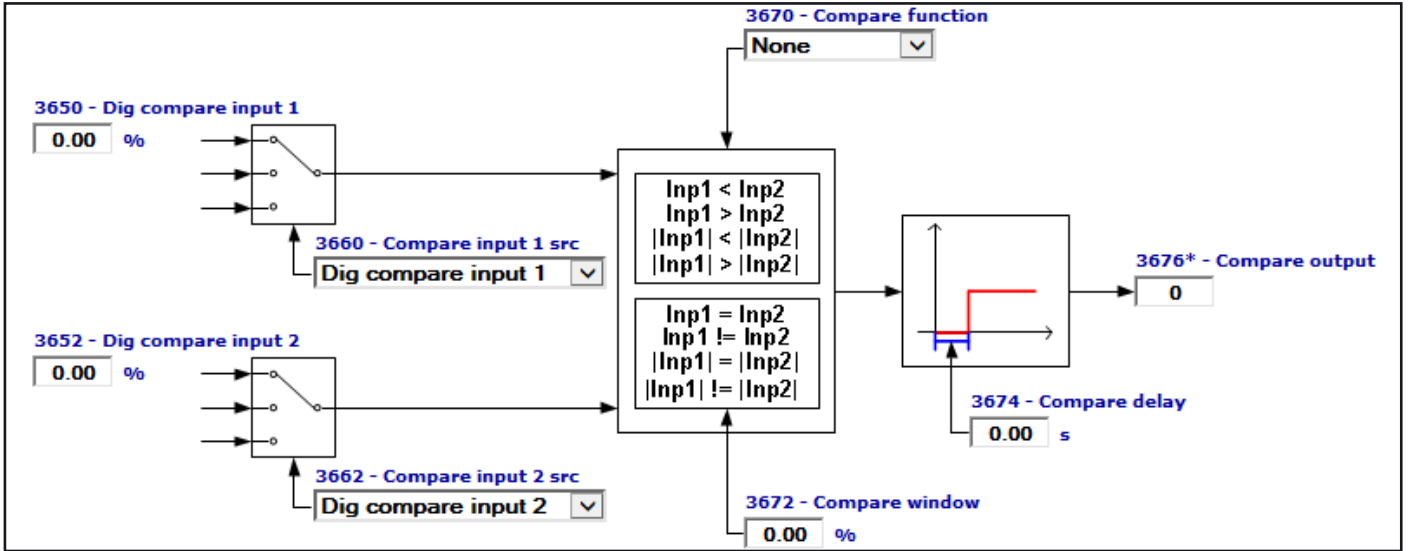 3670 - Compare function
None
3650 - Dig compare input 1
0.00 %
3660 - Compare input 1 src
Dig compare input 1
Inp1 < Inp2
Inp1 > Inp2
|Inp1| < |Inp2|
|Inp1| > |Inp2|
Inp1 = Inp2
Inp1 != Inp2
|Inp1| = |Inp2|
|Inp1| != |Inp2|
3676* - Compare output
0
3652 - Dig compare input 2
0.00 %
3674 - Compare delay
0.00 s
3662 - Compare input 2 src
Dig compare input 2
3672 - Compare window
0.00 %